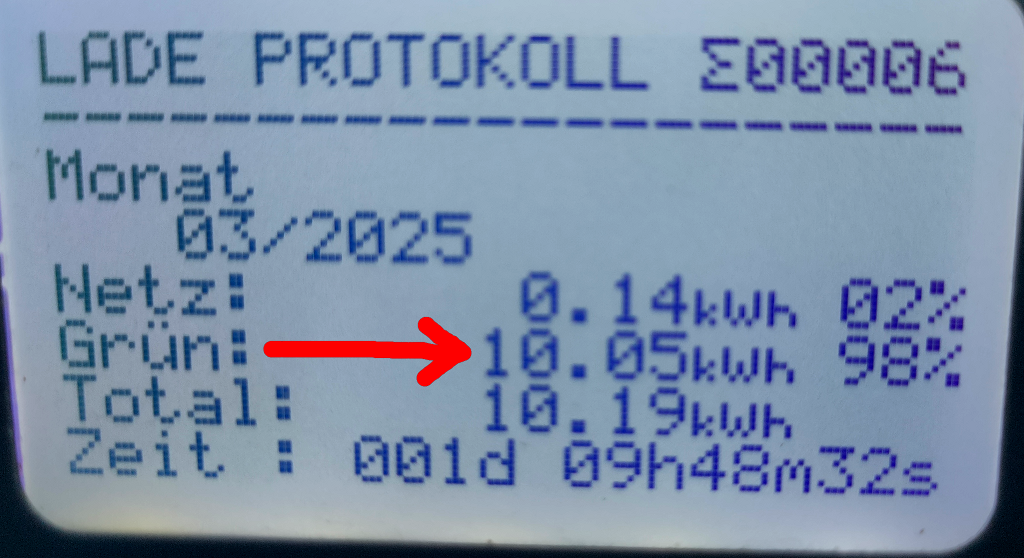 LADE PROTOKOLL Σ00006
Monat
03/2025
Netz: 0.14kWh 02%
Grün: 10.05kWh 98%
Total: 10.19kWh
Zeit : 001d 09h48m32s